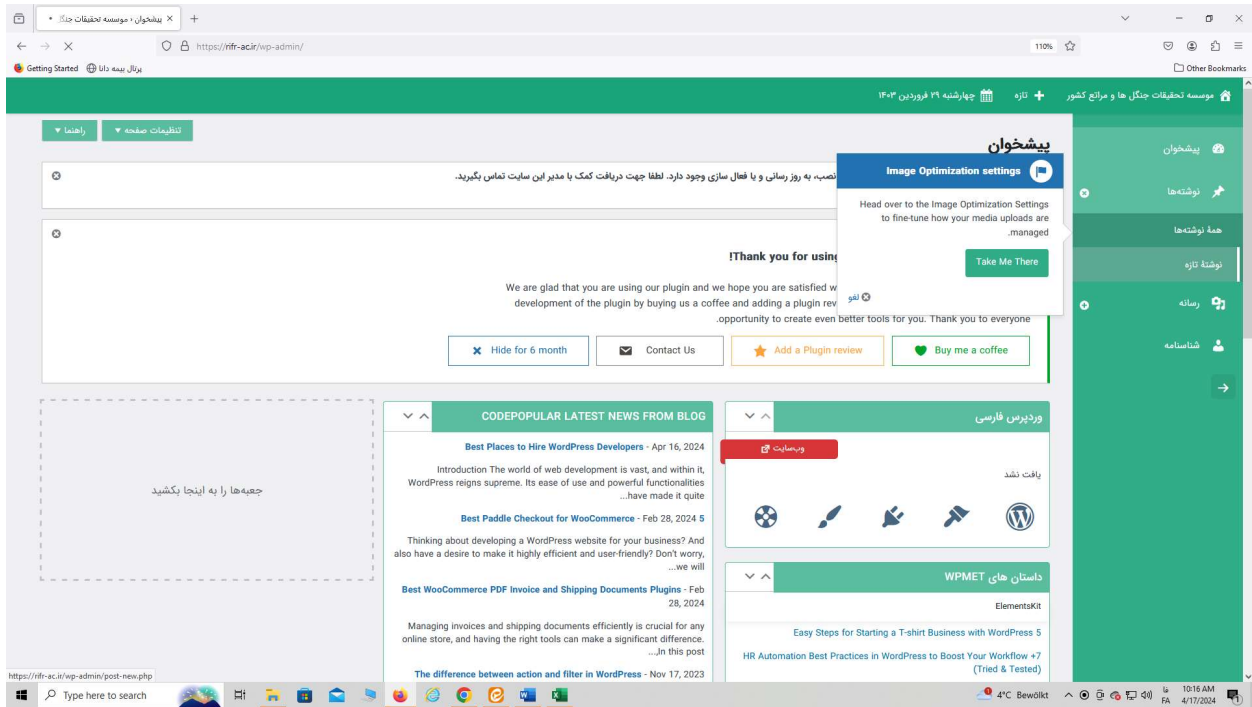 پیشخوان ‹ موسسه تحقیقات جنگل
https://rifr-ac.ir/wp-admin/
110%
Getting Started
پرتال بیمه دانا
Other Bookmarks
موسسه تحقیقات جنگل ها و مراتع کشور
تازه
چهارشنبه ۲۹ فروردین ۱۴۰۳
پیشخوان
نوشته‌ها
همهٔ نوشته‌ها
نوشتهٔ تازه
رسانه
شناسنامه
تنظیمات صفحه
راهنما
پیشخوان
نصب، به روز رسانی و یا فعال سازی وجود دارد. لطفا جهت دریافت کمک با مدیر این سایت تماس بگیرید.
Image Optimization settings
Head over to the Image Optimization Settings
to fine-tune how your media uploads are
.managed
Take Me There
لغو
!Thank you for using
We are glad that you are using our plugin and we hope you are satisfied w
development of the plugin by buying us a coffee and adding a plugin rev
.opportunity to create even better tools for you. Thank you to everyone
Hide for 6 month
Contact Us
Add a Plugin review
Buy me a coffee
وردپرس فارسی
وب‌سایت
یافت نشد
داستان های WPMET
ElementsKit
Easy Steps for Starting a T-shirt Business with WordPress 5
HR Automation Best Practices in WordPress to Boost Your Workflow +7
(Tried & Tested)
CODEPOPULAR LATEST NEWS FROM BLOG
Best Places to Hire WordPress Developers - Apr 16, 2024
Introduction The world of web development is vast, and within it,
WordPress reigns supreme. Its ease of use and powerful functionalities
...have made it quite
Best Paddle Checkout for WooCommerce - Feb 28, 2024 5
Thinking about developing a WordPress website for your business? And
also have a desire to make it highly efficient and user-friendly? Don't worry,
...we will
Best WooCommerce PDF Invoice and Shipping Documents Plugins - Feb
28, 2024
Managing invoices and shipping documents efficiently is crucial for any
online store, and having the right tools can make a significant difference.
...,In this post
The difference between action and filter in WordPress - Nov 17, 2023
جعبه‌ها را به اینجا بکشید
https://rifr-ac.ir/wp-admin/post-new.php
Type here to search
4°C Bewölkt
فا
FA
10:16 AM
4/17/2024